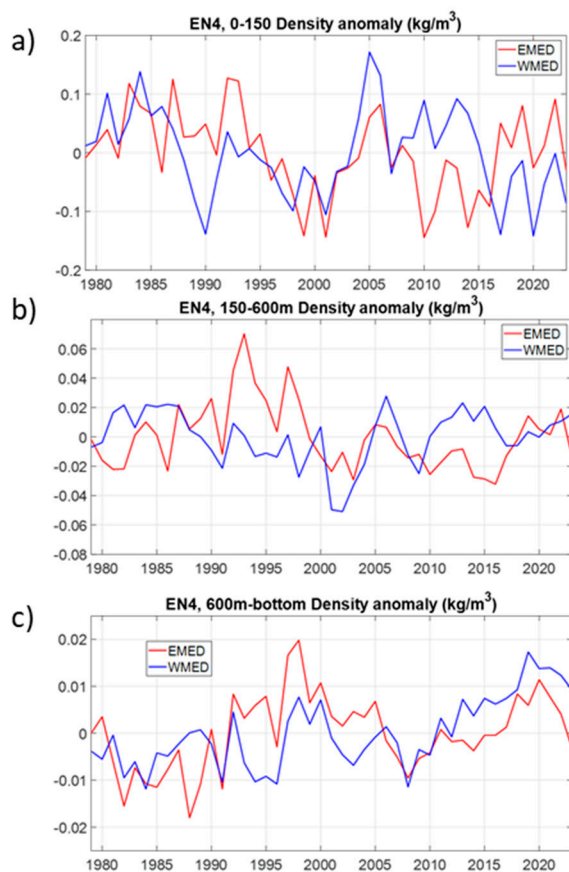 a)
EN4, 0-150 Density anomaly (kg/m³)
0.2
0.1
0
-0.1
-0.2
EMED
WMED
1980 1985 1990 1995 2000 2005 2010 2015 2020
b)
EN4, 150-600m Density anomaly (kg/m³)
0.06
0.04
0.02
0
-0.02
-0.04
-0.06
-0.08
EMED
WMED
1980 1985 1990 1995 2000 2005 2010 2015 2020
c)
EN4, 600m-bottom Density anomaly (kg/m³)
0.02
0.01
0
-0.01
-0.02
EMED
WMED
1980 1985 1990 1995 2000 2005 2010 2015 2020